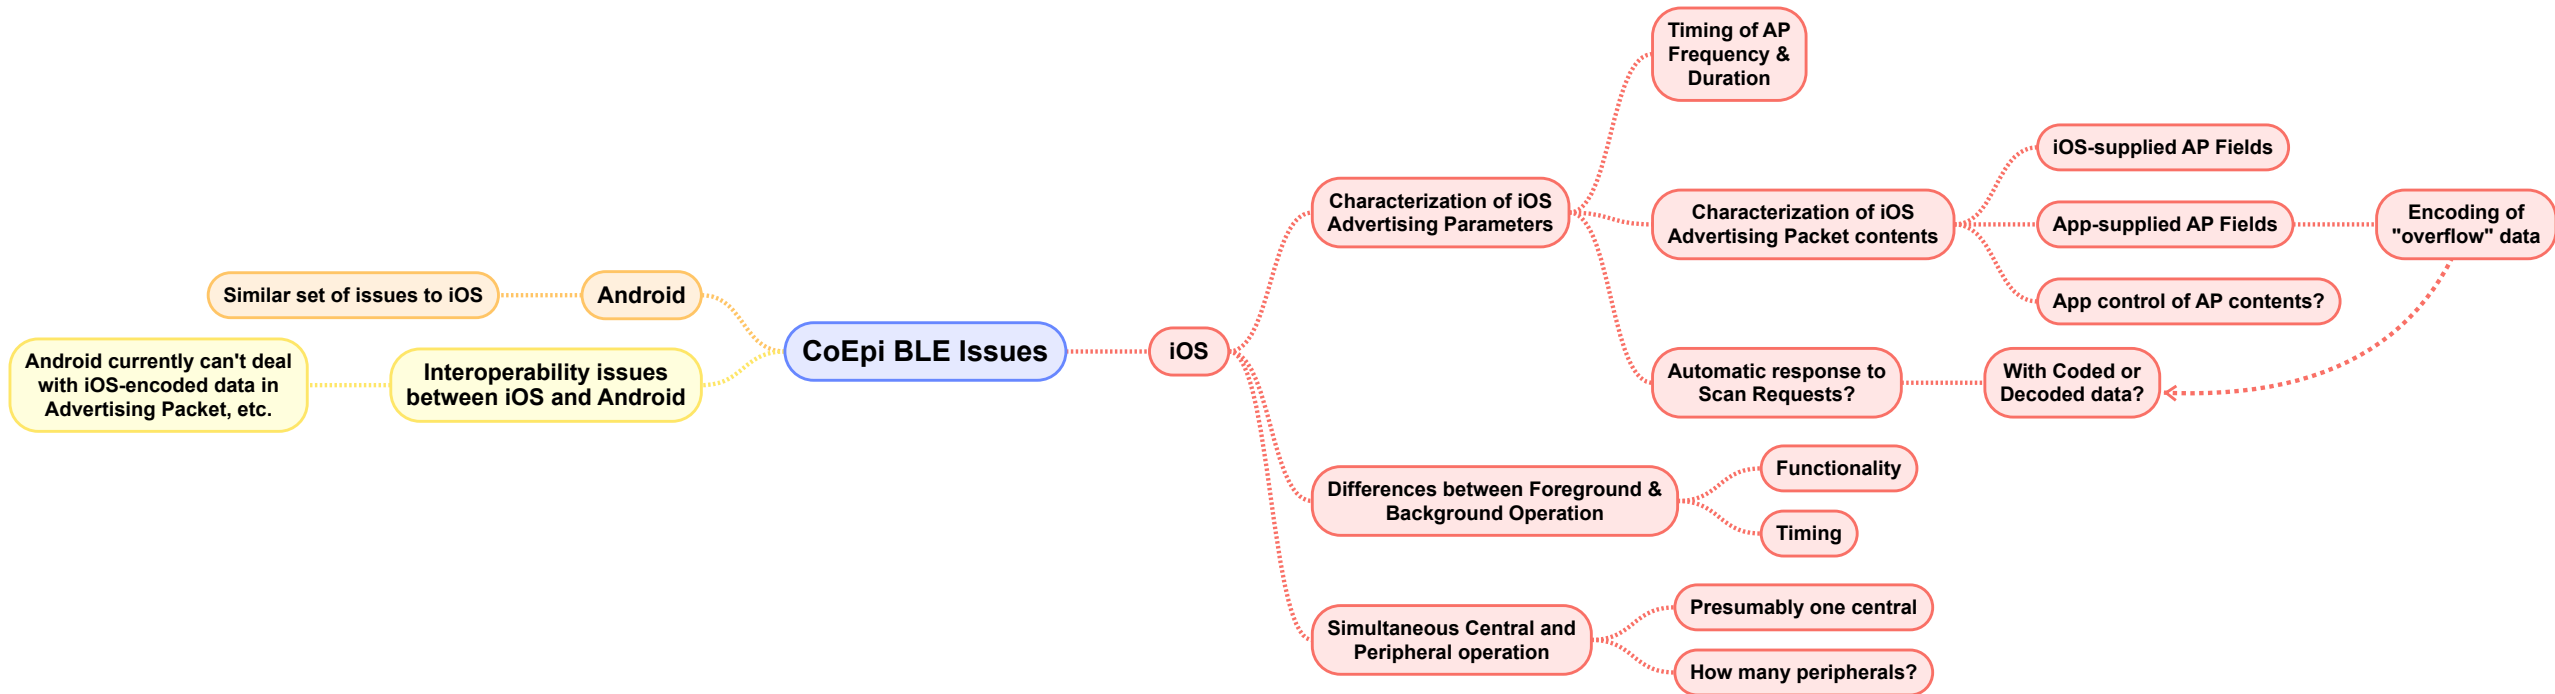 CoEpi BLE Issues
Android
Similar set of issues to iOS
Interoperability issues
between iOS and Android
Android currently can't deal
with iOS-encoded data in
Advertising Packet, etc.
iOS
Characterization of iOS
Advertising Parameters
Timing of AP
Frequency &
Duration
Characterization of iOS
Advertising Packet contents
iOS-supplied AP Fields
App-supplied AP Fields
Encoding of
"overflow" data
App control of AP contents?
Automatic response to
Scan Requests?
With Coded or
Decoded data?
Differences between Foreground &
Background Operation
Functionality
Timing
Simultaneous Central and
Peripheral operation
Presumably one central
How many peripherals?